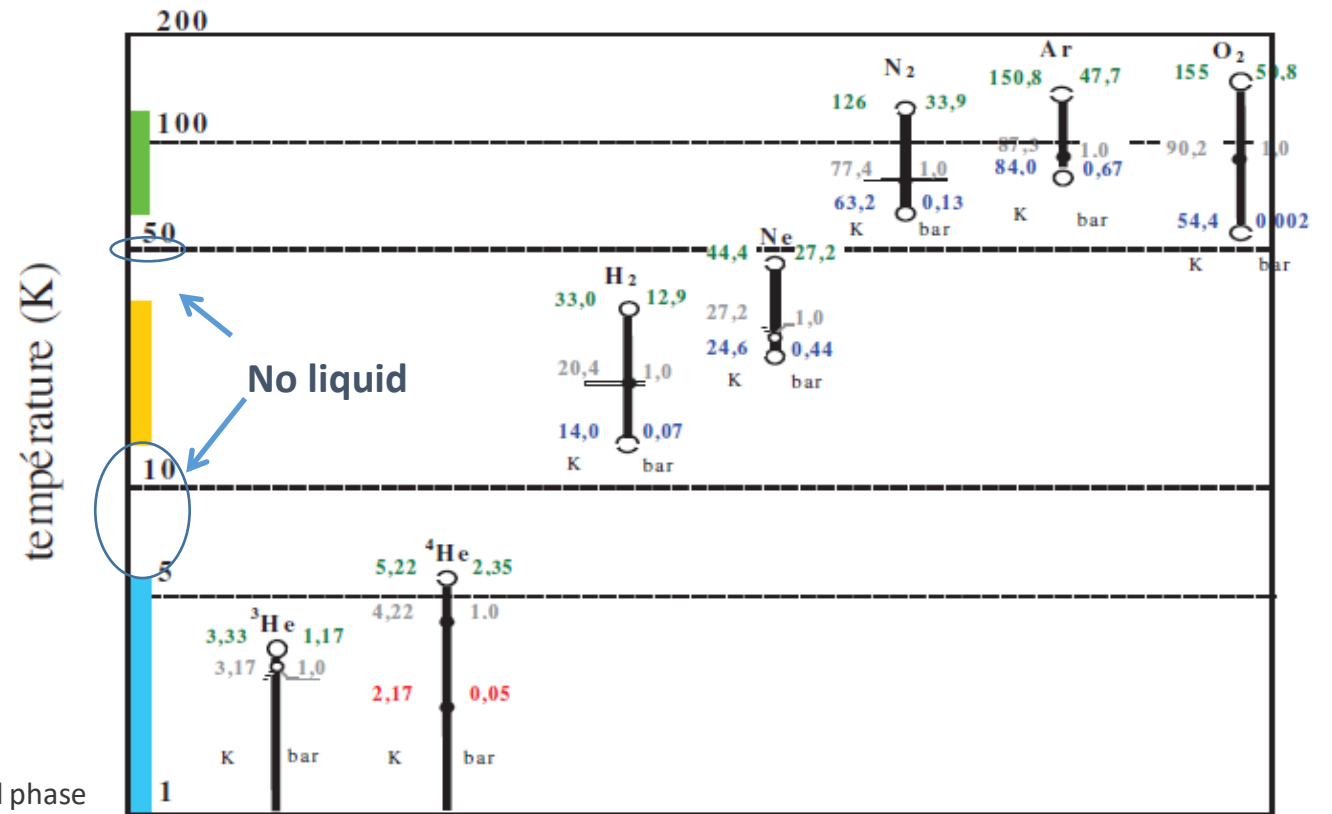 200
Ar
O₂
N₂
150,8 47,7
155 50,8
126 33,9
100
87,3 1.0
90,2 1,0
77,4 1,0
84,0 0,67
63,2 0,13
K bar
K bar
54,4 0,002
K bar
50
Ne
44,4 27,2
H₂
33,0 12,9
27,2 1,0
24,6 0,44
K bar
No liquid
20,4 1,0
14,0 0,07
K bar
10
température (K)
⁴He
5,22 2,35
5
4,22 1.0
³He
3,33 1,17
3,17 1,0
2,17 0,05
K bar
K bar
1
phase